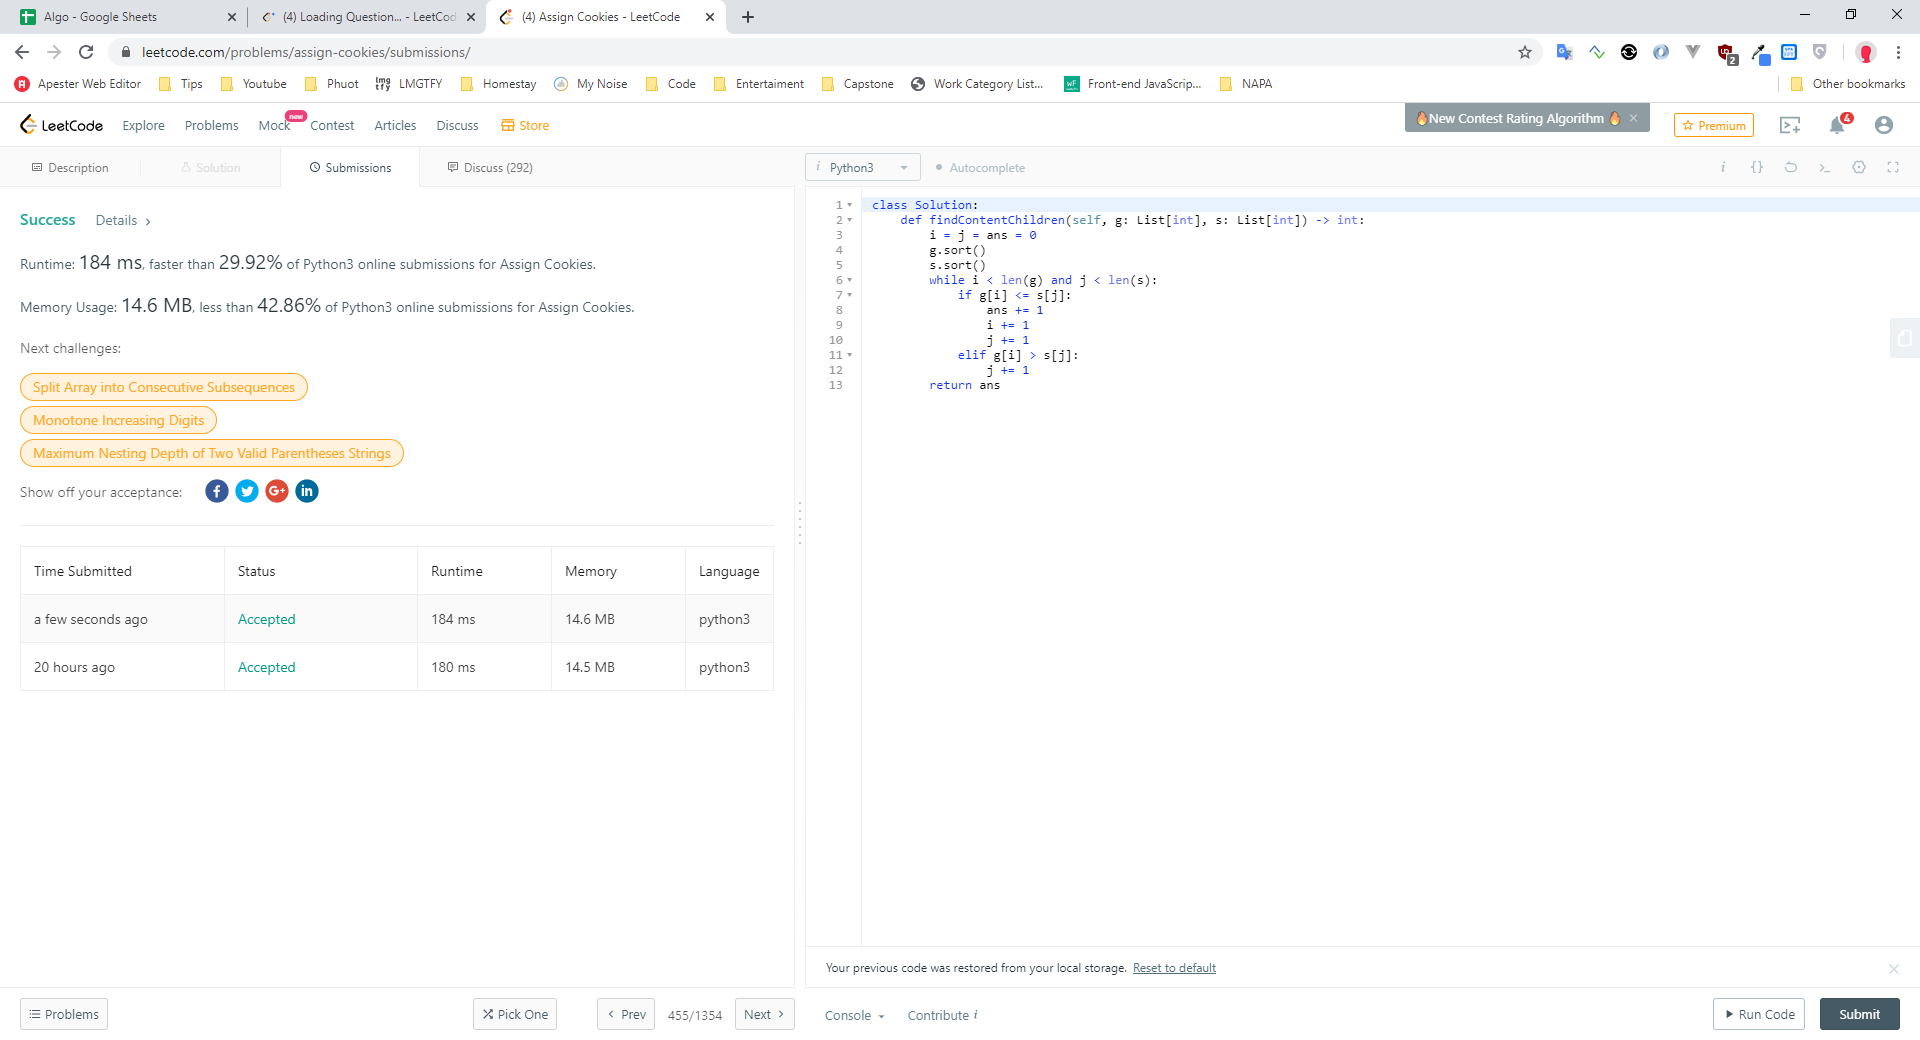 Algo - Google Sheets
(4) Loading Question... - LeetCod
(4) Assign Cookies - LeetCode
leetcode.com/problems/assign-cookies/submissions/
2
Apester Web Editor
Tips
Youtube
Phuot
LMGTFY
Homestay
My Noise
Code
Entertaiment
Capstone
Work Category List...
Front-end JavaScrip...
NAPA
Other bookmarks
LeetCode
Explore
Problems
Mock
new
Contest
Articles
Discuss
Store
New Contest Rating Algorithm
Premium
4
Description
Solution
Submissions
Discuss (292)
i Python3
Autocomplete
Success
Details >
Runtime: 184 ms, faster than 29.92% of Python3 online submissions for Assign Cookies.
Memory Usage: 14.6 MB, less than 42.86% of Python3 online submissions for Assign Cookies.
Next challenges:
Split Array into Consecutive Subsequences
Monotone Increasing Digits
Maximum Nesting Depth of Two Valid Parentheses Strings
Show off your acceptance:
Time Submitted Status Runtime Memory Language
a few seconds ago Accepted 184 ms 14.6 MB python3
20 hours ago Accepted 180 ms 14.5 MB python3
1 class Solution:
2     def findContentChildren(self, g: List[int], s: List[int]) -> int:
3         i = j = ans = 0
4         g.sort()
5         s.sort()
6         while i < len(g) and j < len(s):
7             if g[i] <= s[j]:
8                 ans += 1
9                 i += 1
10                 j += 1
11             elif g[i] > s[j]:
12                 j += 1
13         return ans
Your previous code was restored from your local storage. Reset to default
Problems
Pick One
< Prev
455/1354
Next >
Console
Contribute i
Run Code
Submit